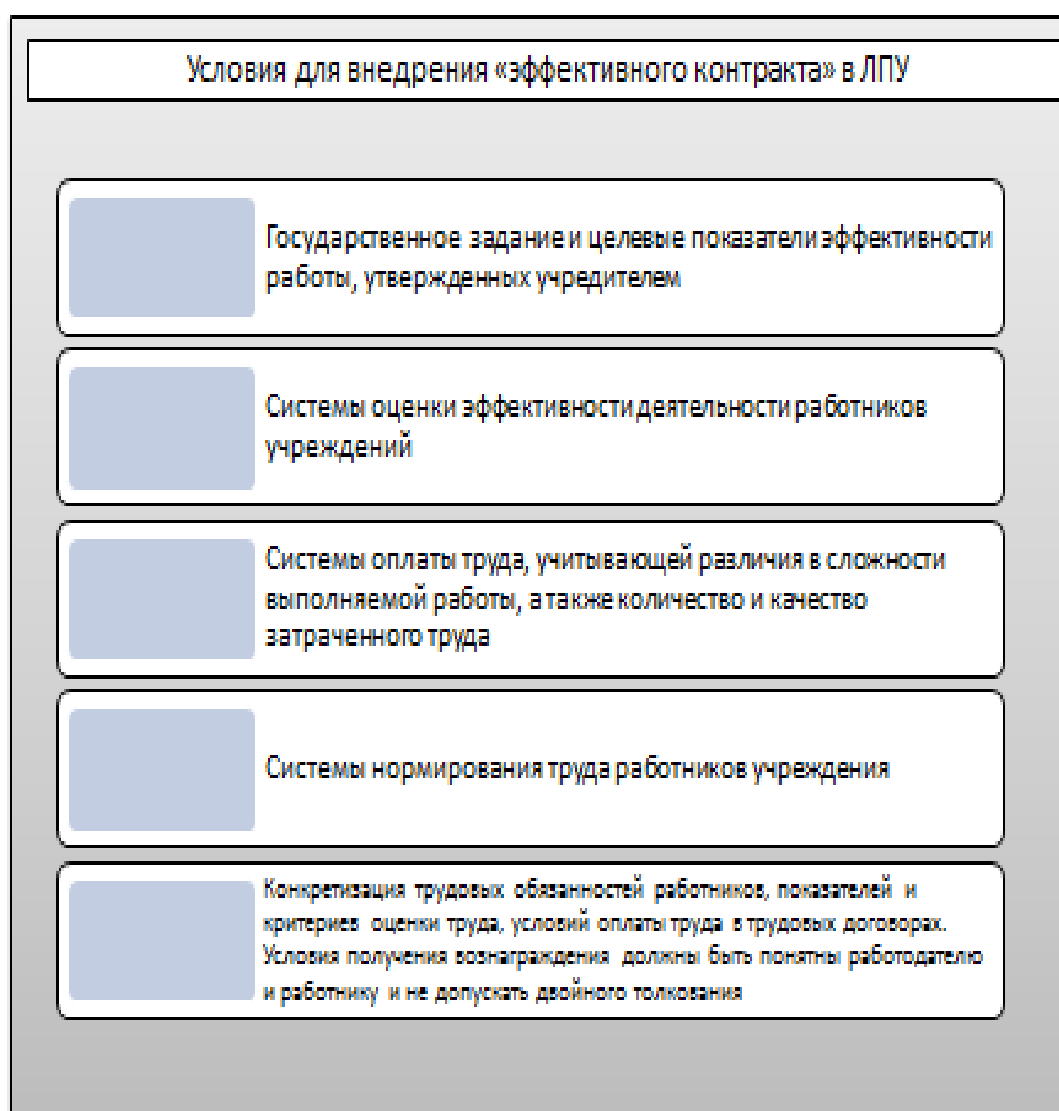 Условия для внедрения «эффективного контракта» в ЛПУ
Государственное задание и целевые показатели эффективности
работы, утвержденных учредителем
Системы оценки эффективности деятельности работников
учреждений
Системы оплаты труда, учитывающей различия в сложности
выполняемой работы, а также количество и качество
затраченного труда
Системы нормирования труда работников учреждения
Конкретизация трудовых обязанностей работников, показателей и
критериев оценки труда, условий оплаты труда в трудовых договорах.
Условия получения вознаграждения должны быть понятны работодателю
и работнику и не допускать двойного толкования